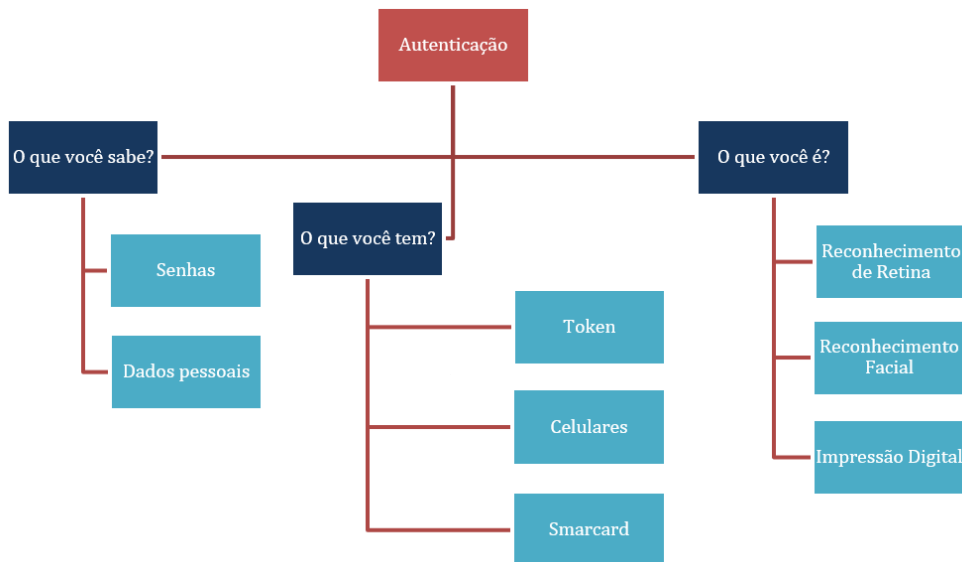 Autenticação
O que você sabe?
Senhas
Dados pessoais
O que você tem?
Token
Celulares
Smarcard
O que você é?
Reconhecimento
de Retina
Reconhecimento
Facial
Impressão Digital